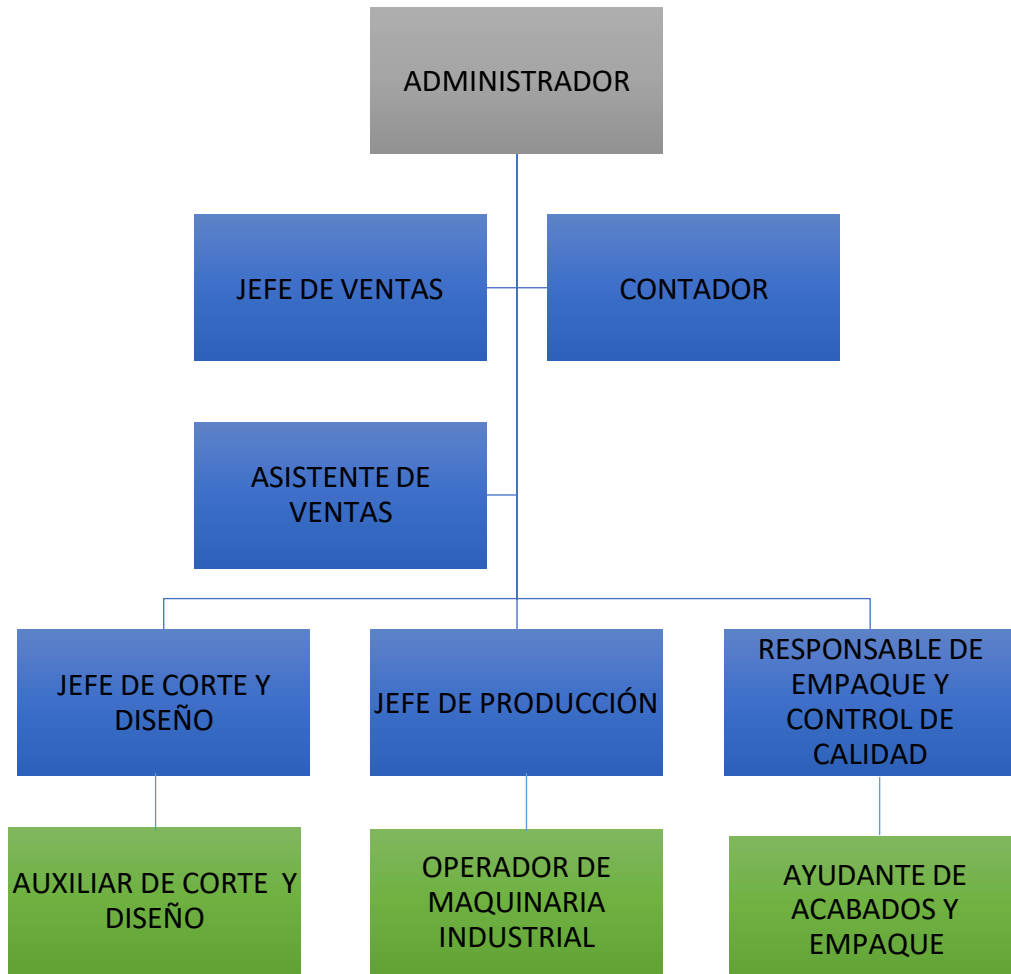 ADMINISTRADOR
JEFE DE VENTAS
CONTADOR
ASISTENTE DE
VENTAS
JEFE DE CORTE Y
DISEÑO
JEFE DE PRODUCCIÓN
RESPONSABLE DE
EMPAQUE Y
CONTROL DE
CALIDAD
AUXILIAR DE CORTE Y
DISEÑO
OPERADOR DE
MAQUINARIA
INDUSTRIAL
AYUDANTE DE
ACABADOS Y
EMPAQUE